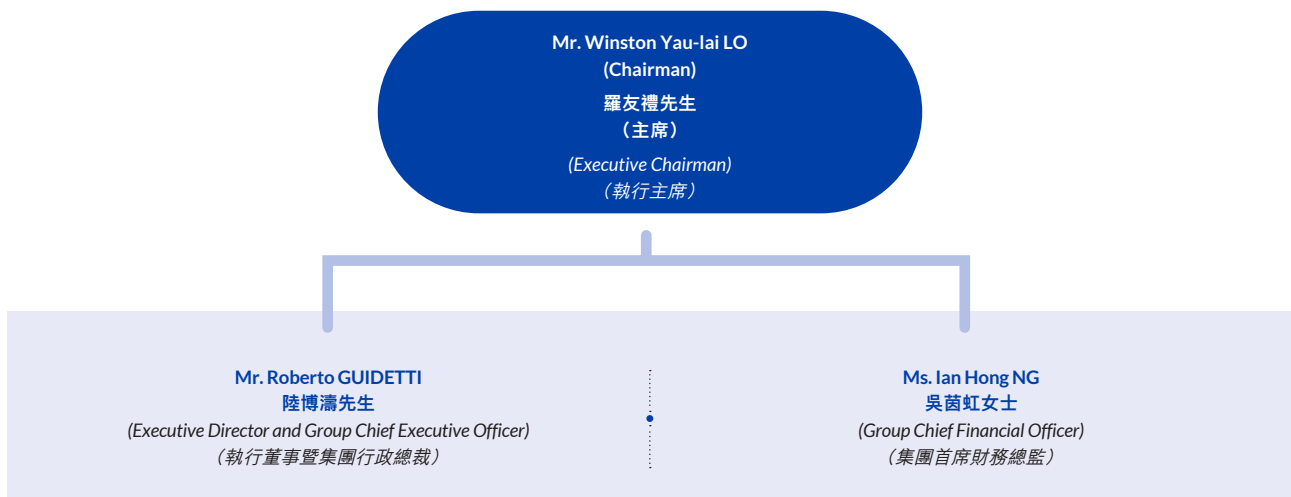 Mr. Winston Yau-lai LO
(Chairman)
羅友禮先生
（主席）
(Executive Chairman)
（執行主席）
Mr. Roberto GUIDETTI
陸博濤先生
(Executive Director and Group Chief Executive Officer)
（執行董事暨集團行政總裁）
Ms. Ian Hong NG
吳茵虹女士
(Group Chief Financial Officer)
（集團首席財務總監）